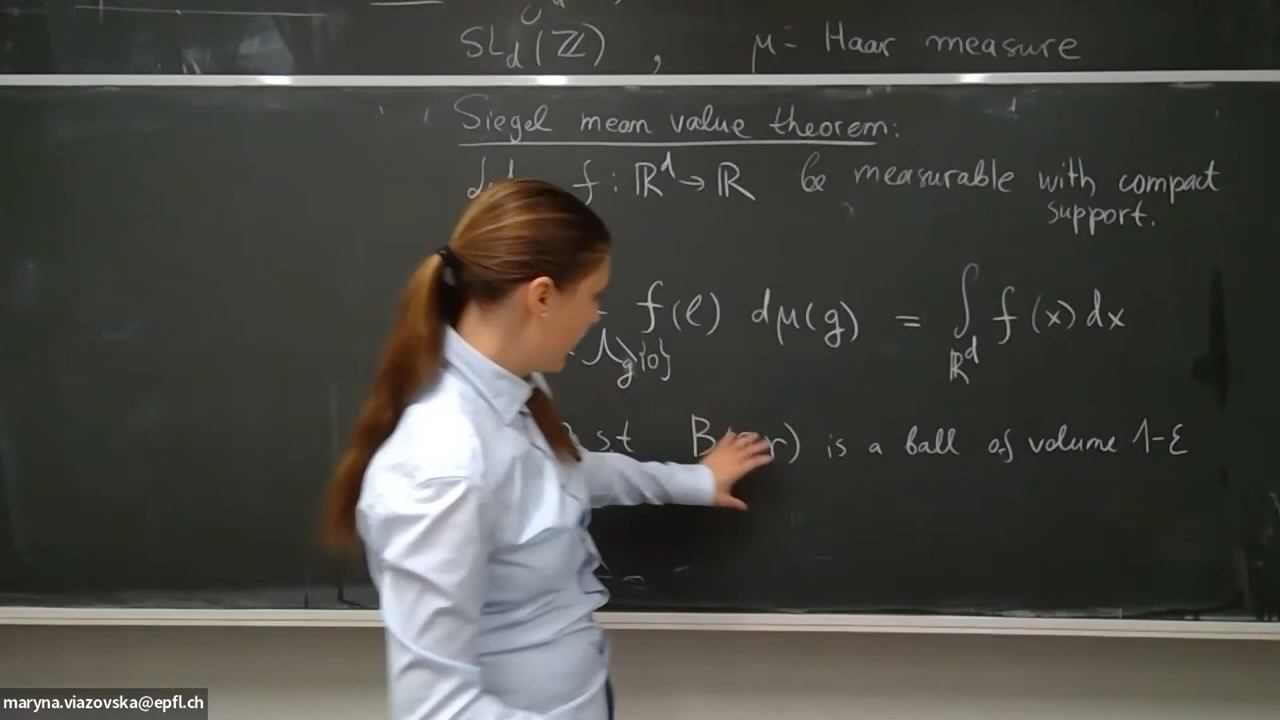 SL_d(ℤ) , μ - Haar measure
Siegel mean value theorem:
f : ℝ^d → ℝ be measurable with compact
support.
f(ℓ) dμ(g) = ∫_{ℝ^d} f(x) dx
Λ_g \ {0}
st B( r) is a ball of volume 1-ε
maryna.viazovska@epfl.ch